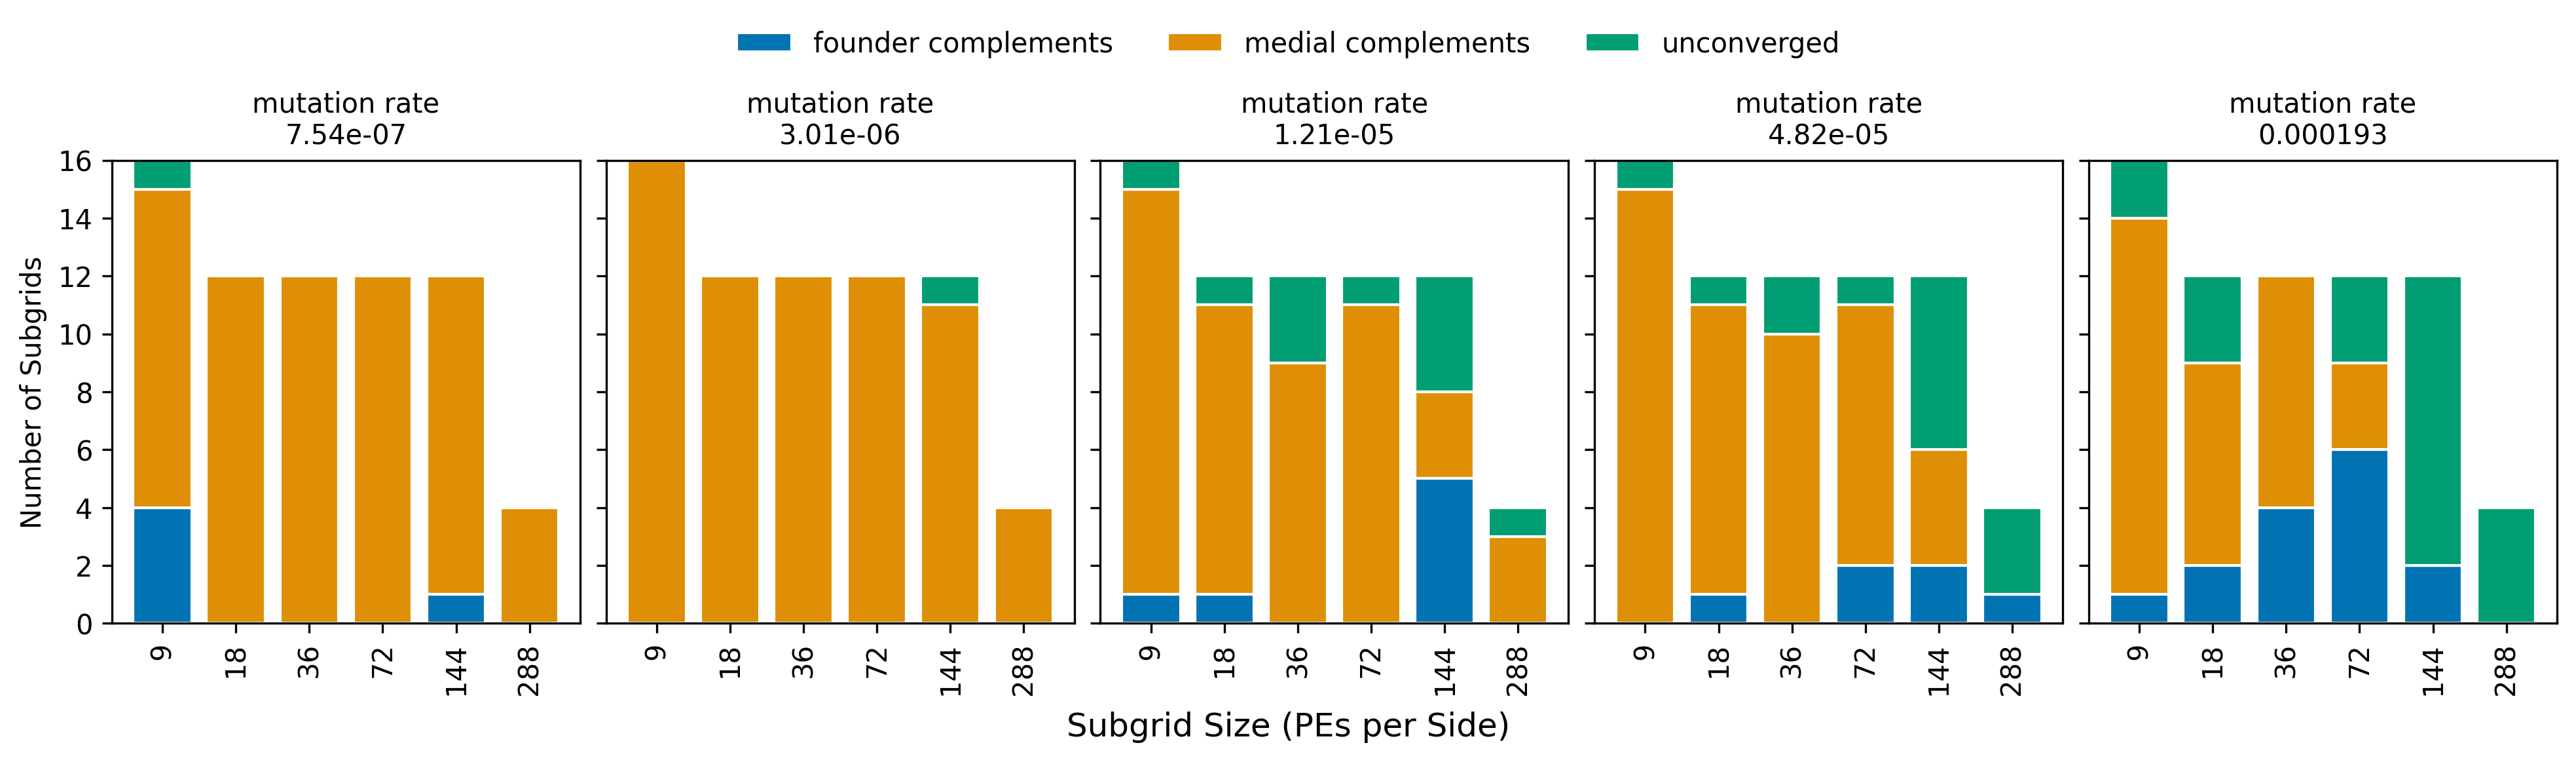 founder complements medial complements unconverged
mutation rate 7.54e-07
mutation rate 3.01e-06
mutation rate 1.21e-05
mutation rate 4.82e-05
mutation rate 0.000193
Number of Subgrids
16
14
12
10
8
6
4
2
0
9 18 36 72 144 288
9 18 36 72 144 288
9 18 36 72 144 288
9 18 36 72 144 288
9 18 36 72 144 288
Subgrid Size (PEs per Side)